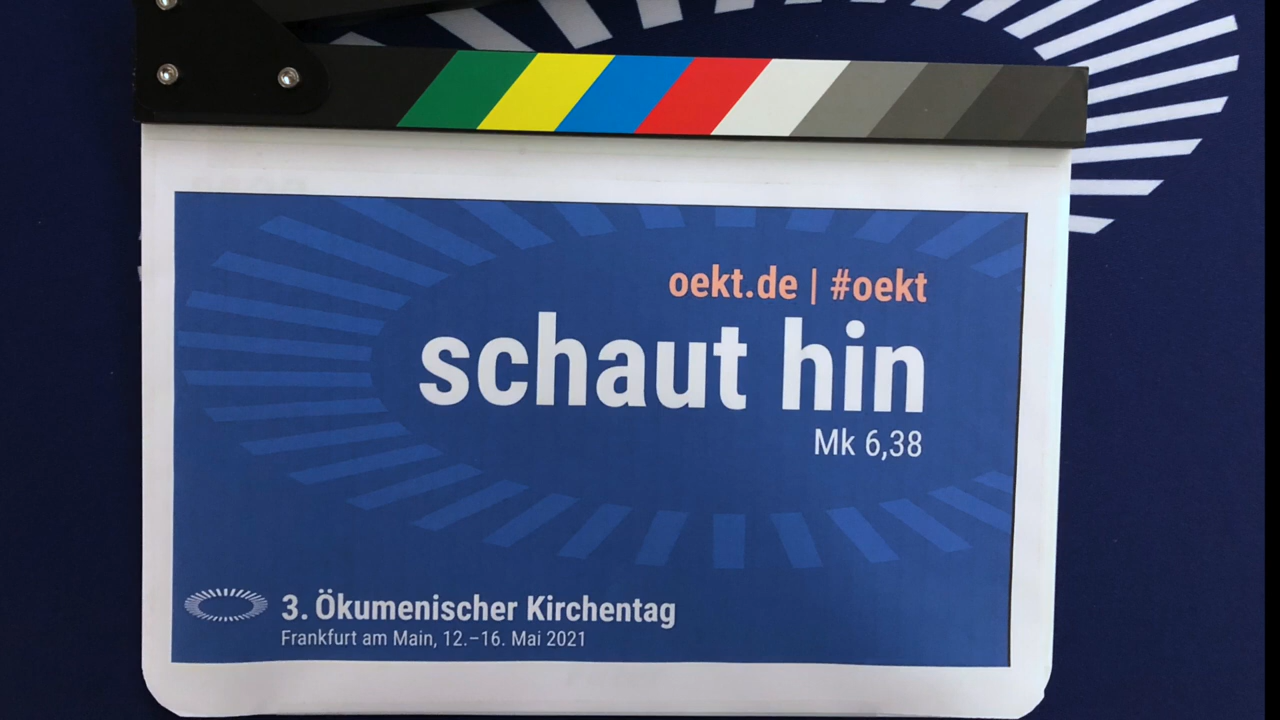 oekt.de | #oekt
schaut hin
Mk 6,38
3. Ökumenischer Kirchentag
Frankfurt am Main, 12.–16. Mai 2021